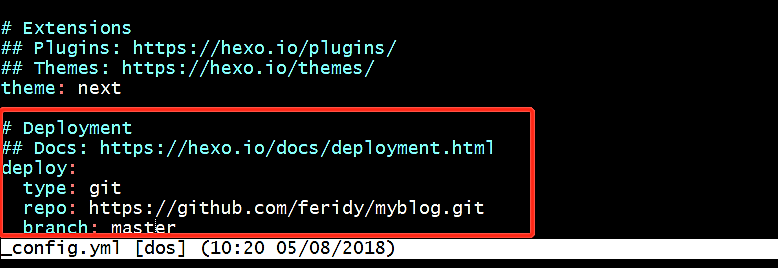 # Extensions
## Plugins: https://hexo.io/plugins/
## Themes: https://hexo.io/themes/
theme: next
# Deployment
## Docs: https://hexo.io/docs/deployment.html
deploy:
  type: git
  repo: https://github.com/feridy/myblog.git
  branch: master
_config.yml [dos] (10:20 05/08/2018)